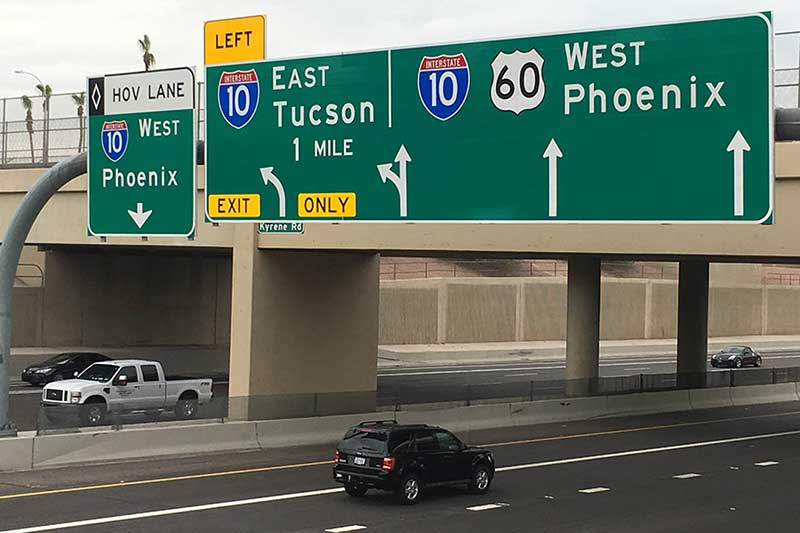 HOV LANE
INTERSTATE
10 WEST
Phoenix
LEFT
INTERSTATE
10
EAST
Tucson
1 MILE
EXIT ONLY
INTERSTATE
10
60
WEST
Phoenix
Kyrene Rd